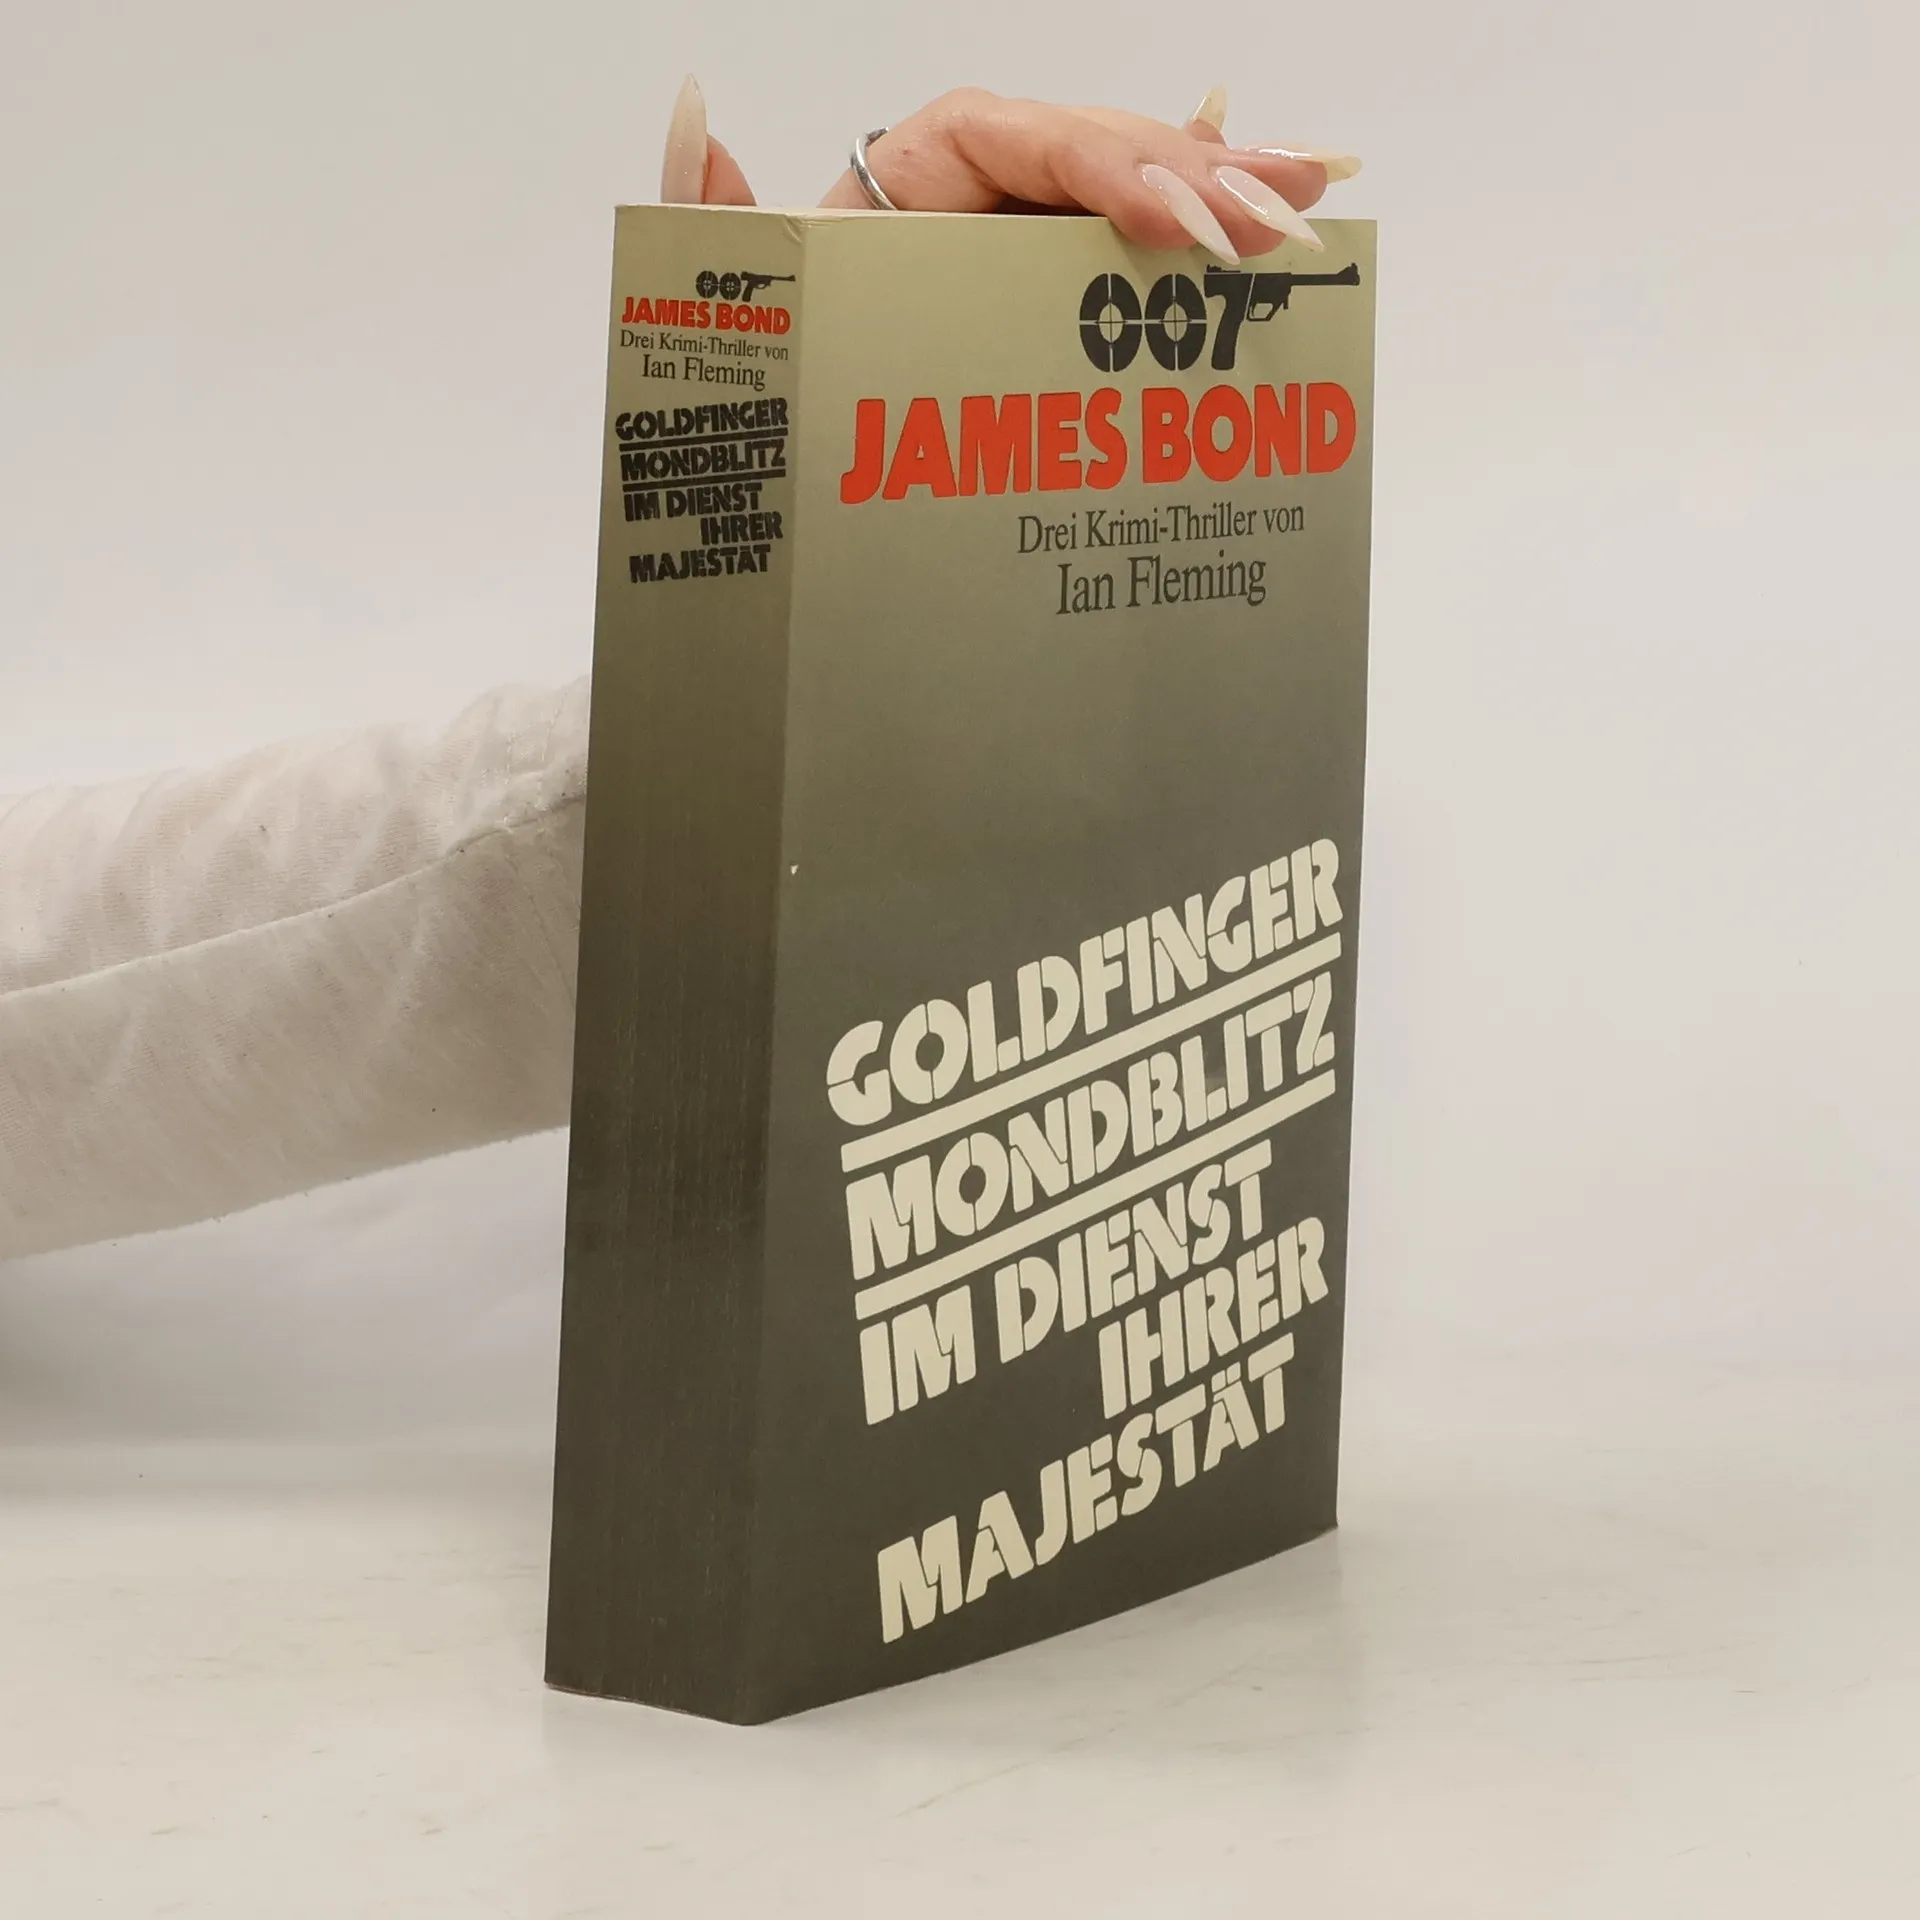 007
JAMES BOND
Drei Krimi-Thriller von
Ian Fleming
GOLDFINGER
MONDBLITZ
IM DIENST
IHRER
MAJESTÄT
007
JAMES BOND
Drei Krimi-Thriller von
Ian Fleming
GOLDFINGER
MONDBLITZ
IM DIENST
IHRER
MAJESTÄT